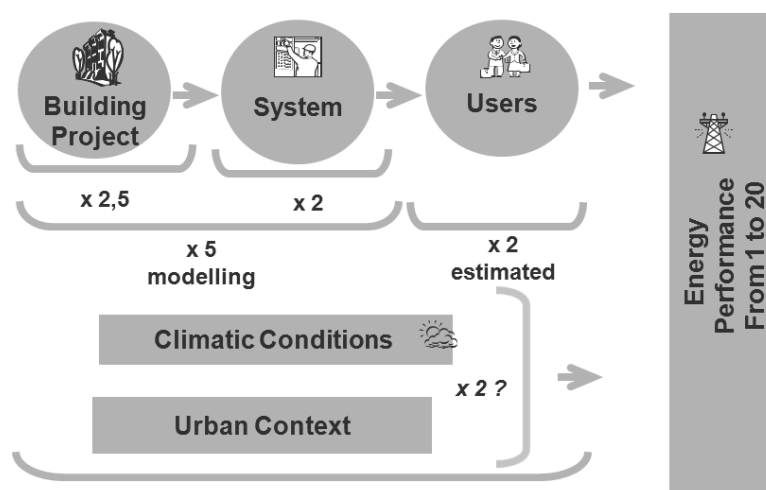 Building
Project
System
Users
x 2,5
x 2
x 5
modelling
x 2
estimated
Climatic Conditions
x 2 ?
Urban Context
Energy
Performance
From 1 to 20